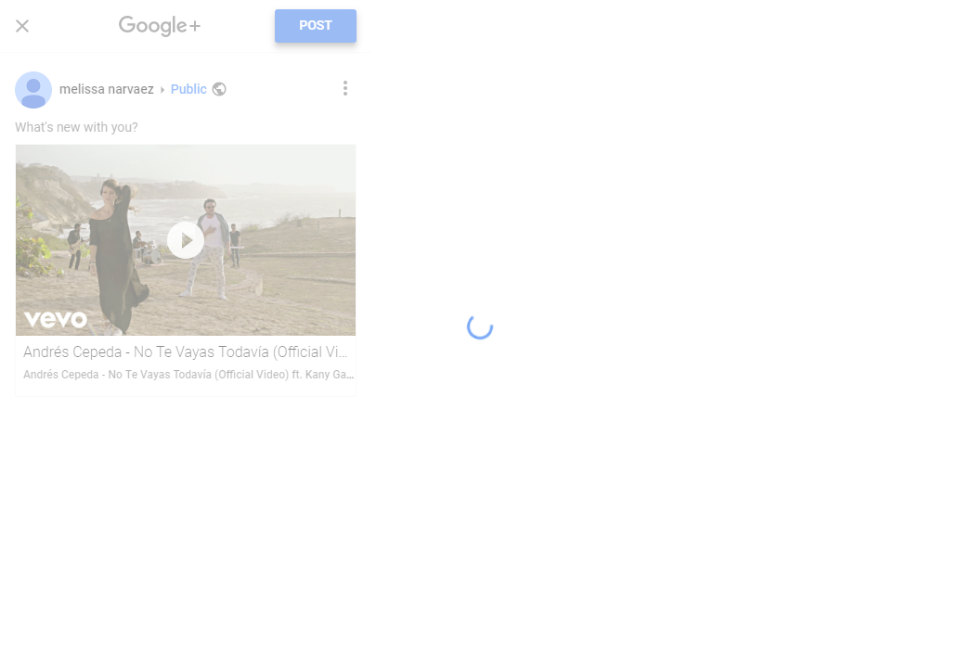 Google+
POST
melissa narvaez ▸ Public
What's new with you?
vevo
Andrés Cepeda - No Te Vayas Todavía (Official Vi...
Andrés Cepeda - No Te Vayas Todavía (Official Video) ft. Kany Ga...